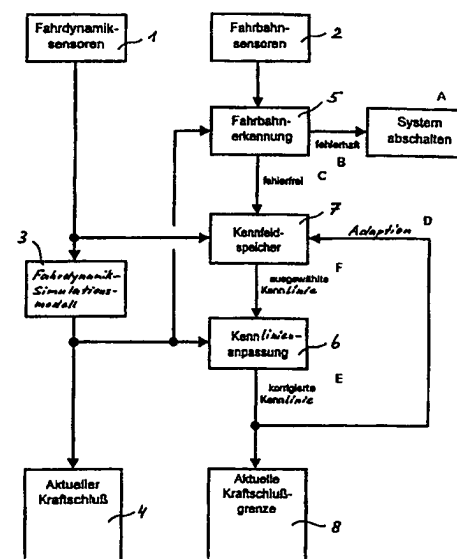 Fahrdynamik-
sensoren
1
Fahrbahn-
sensoren
2
5
A
Fahrbahn-
erkennung
System
abschalten
fehlerhaft
B
C
fehlerfrei
7
D
3
Kennfeld-
speicher
Adaption
Fahrdynamik-
Simulations-
modell
F
ausgewählte
Kennlinie
Kennlinien-
anpassung
6
E
korrigierte
Kennlinie
Aktueller
Kraftschluß
4
Aktuelle
Kraftschluß-
grenze
8